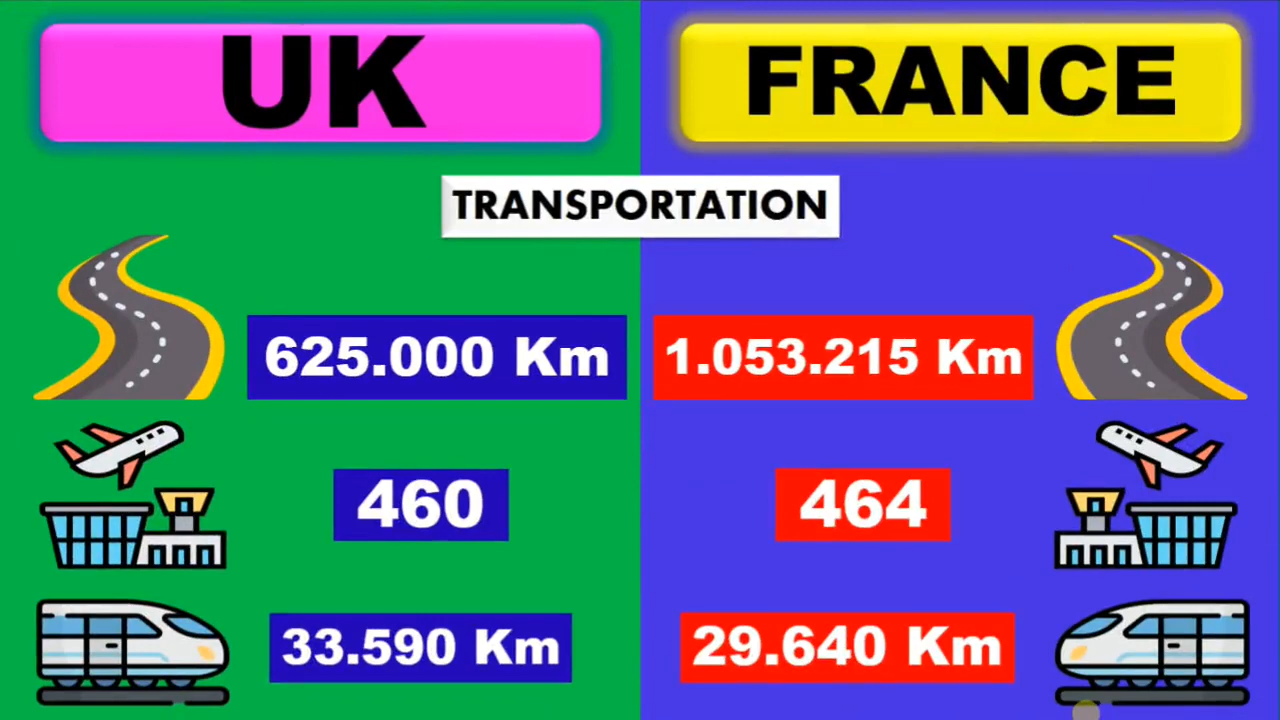 UK
FRANCE
TRANSPORTATION
625.000 Km
1.053.215 Km
460
464
33.590 Km
29.640 Km